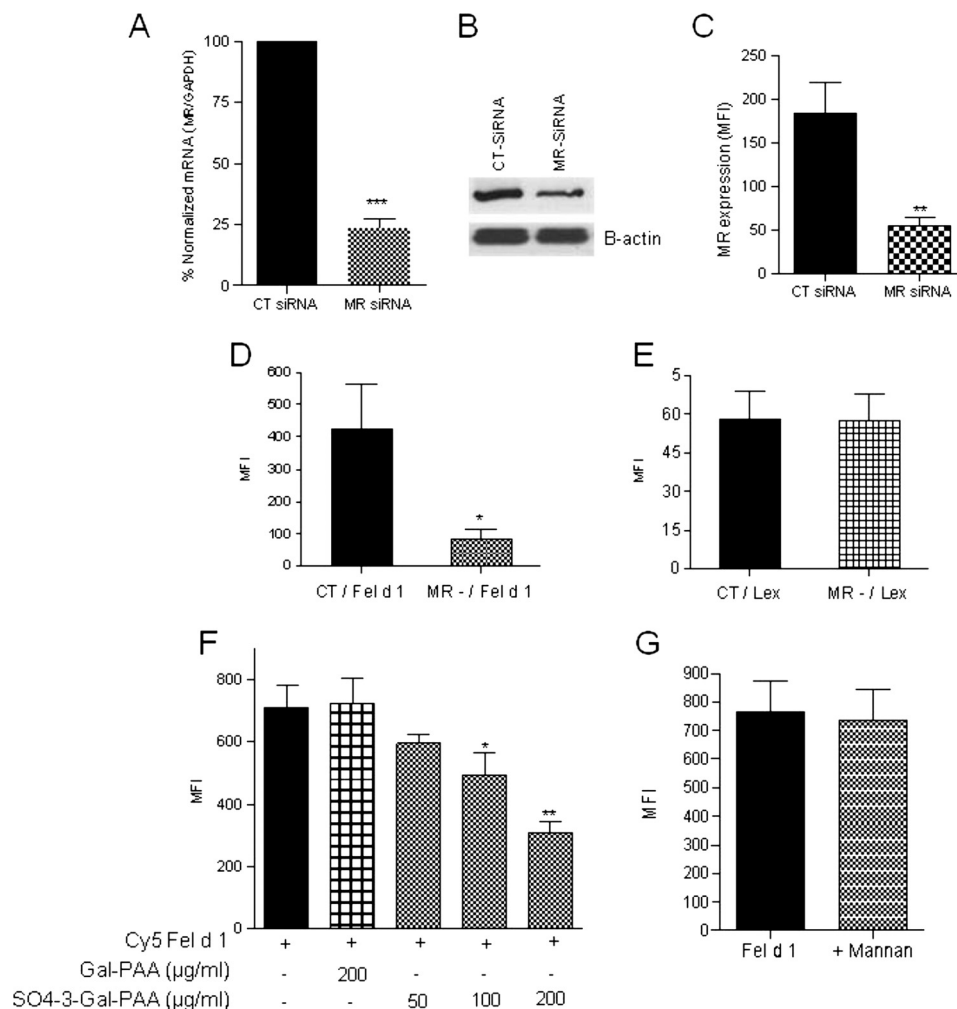 A
% Normalized mRNA (MR/GAPDH)
100
75
50
25
0
***
CT siRNA MR siRNA
B
CT-SiRNA
MR-SiRNA
B-actin
C
MR expression (MFI)
250
200
150
100
50
0
**
CT siRNA MR siRNA
D
MFI
600
500
400
300
200
100
0
*
CT / Fel d 1 MR - / Fel d 1
E
MFI
5
60
45
30
15
0
CT / Lex MR - / Lex
F
MFI
800
600
400
200
0
*
**
Cy5 Fel d 1 + + + + +
Gal-PAA (µg/ml) - 200 - - -
SO4-3-Gal-PAA (µg/ml) - - 50 100 200
G
MFI
900
800
700
600
500
400
300
200
100
0
Fel d 1 + Mannan